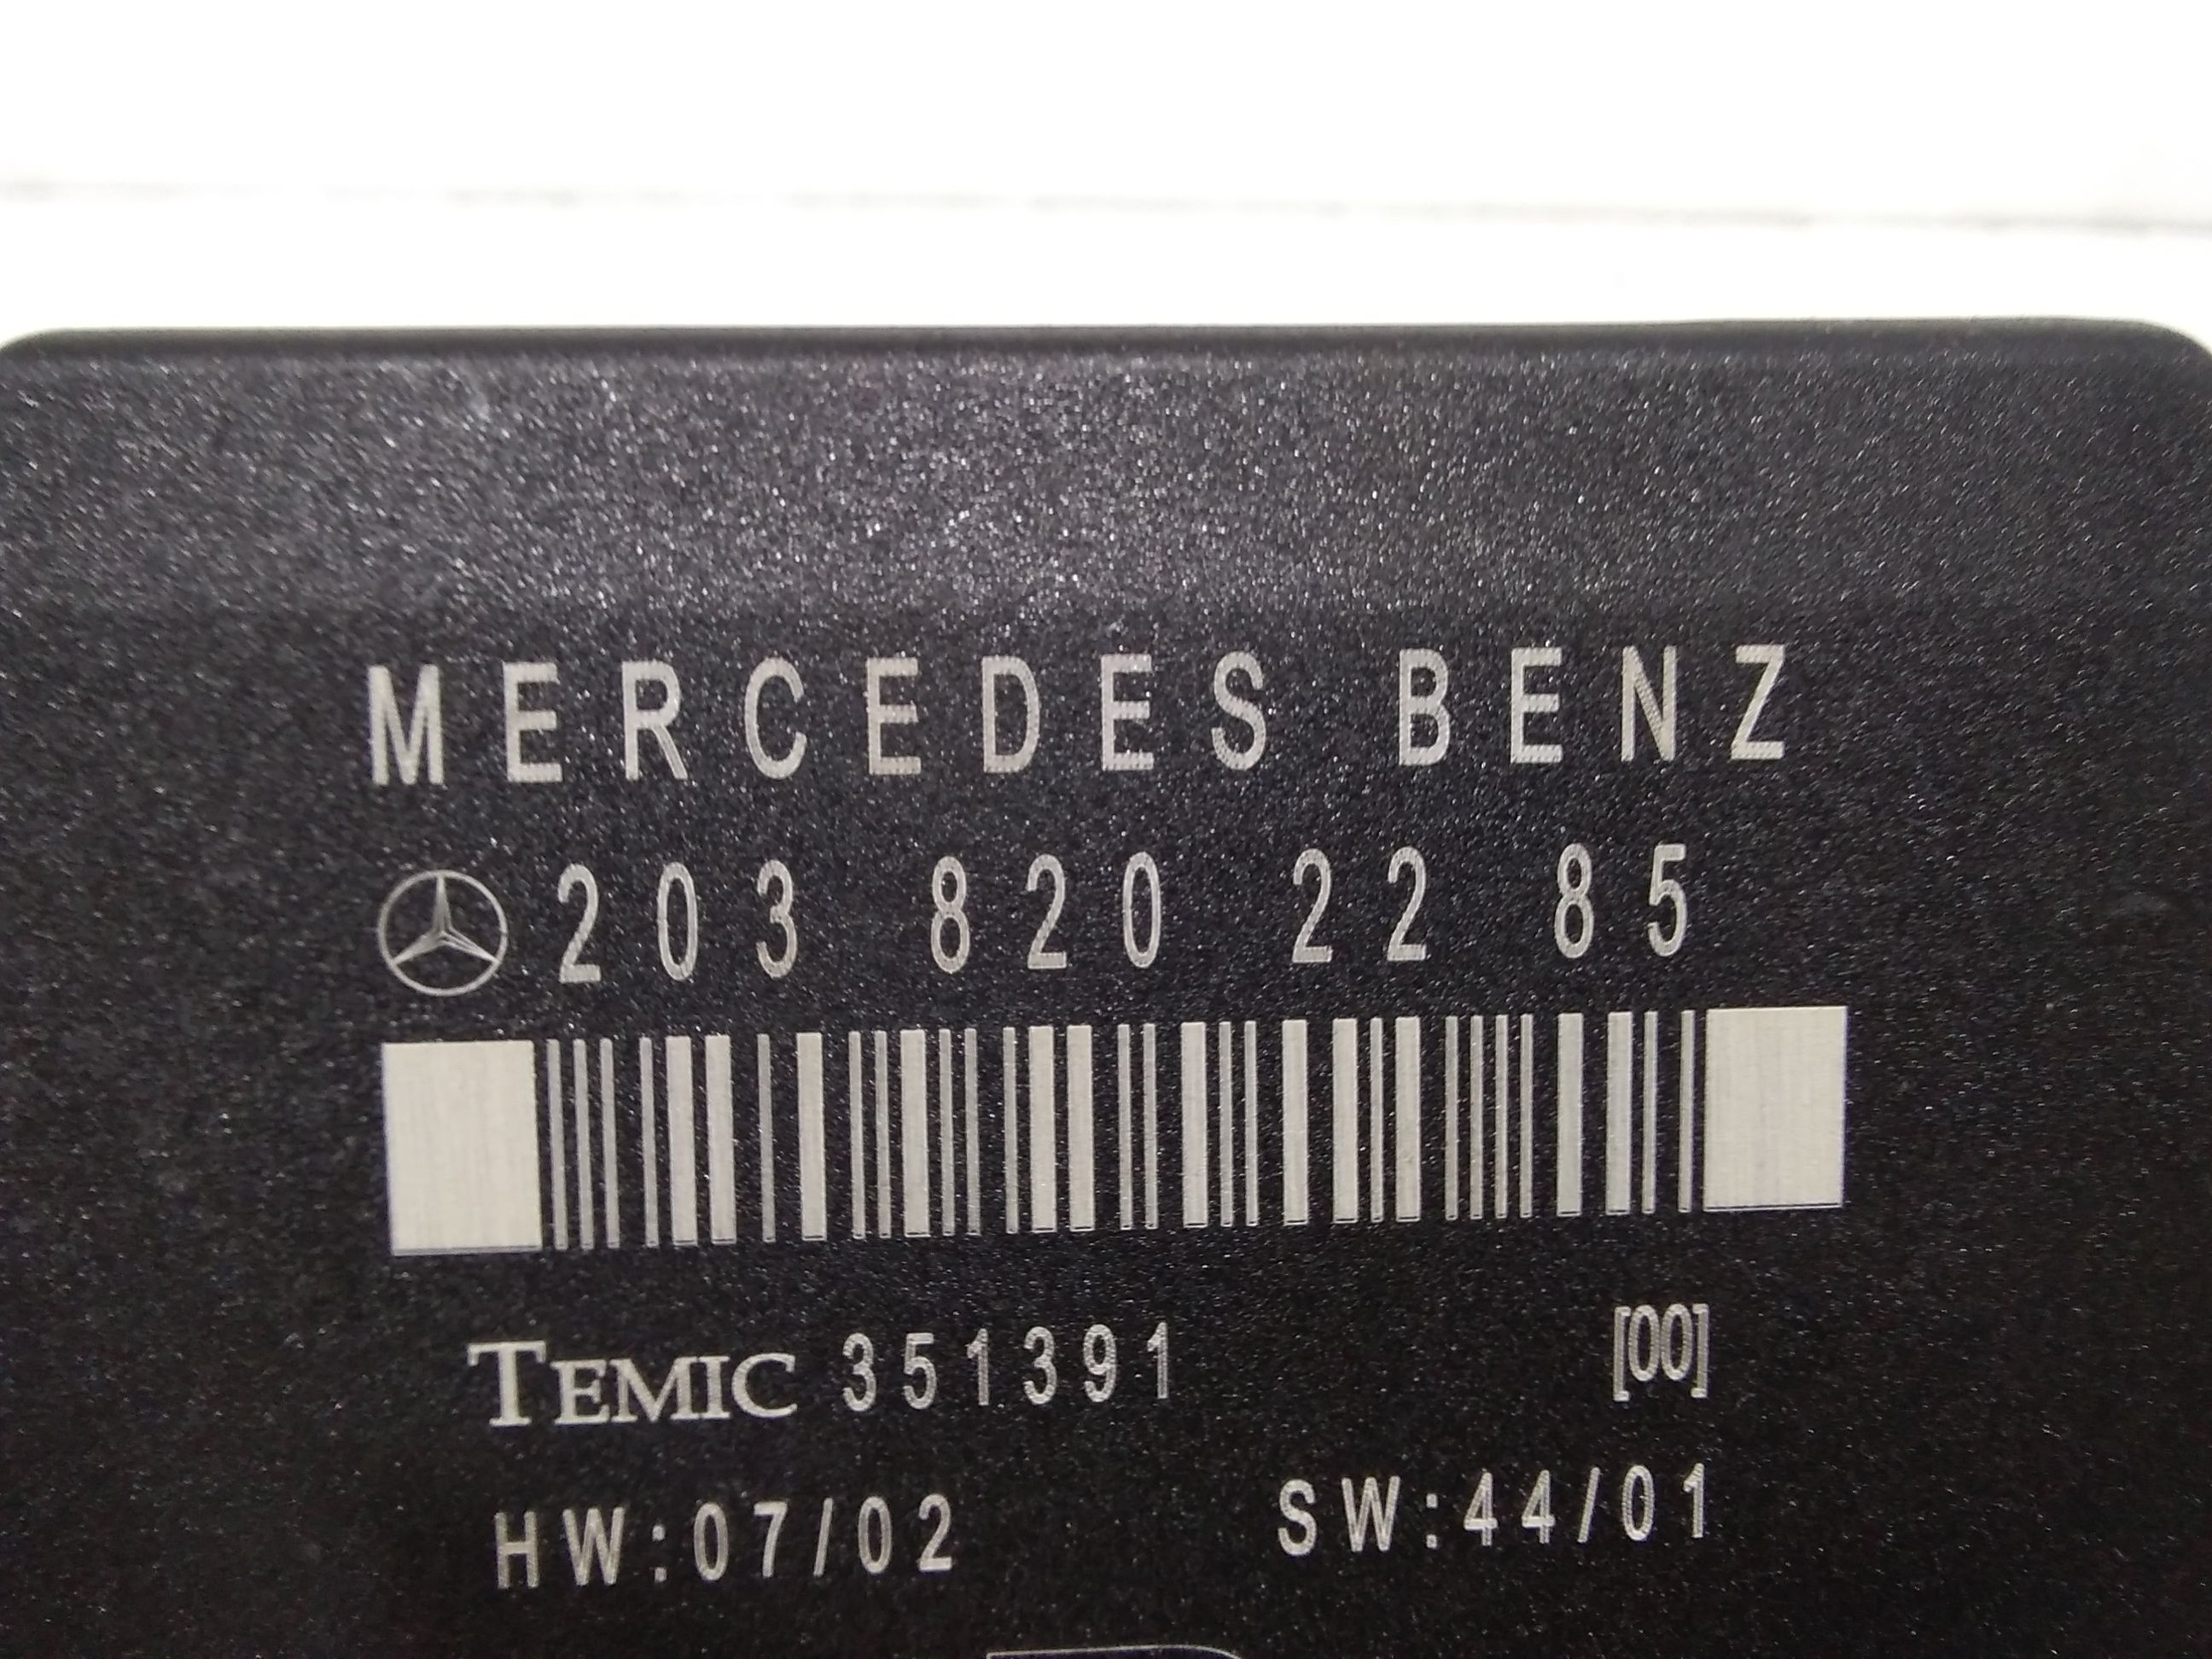 MERCEDES BENZ
203 820 22 85
TEMIC 351391 [00]
HW:07/02 SW:44/01